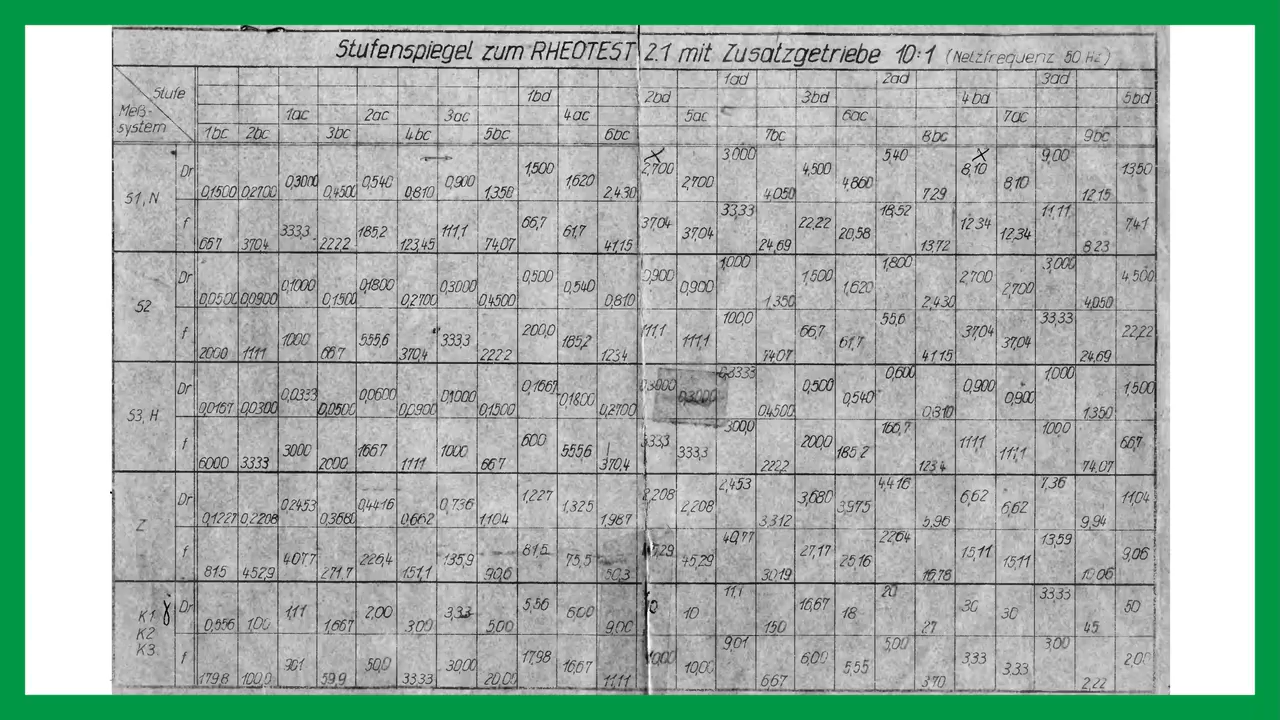 Stufenspiegel zum RHEOTEST 2.1 mit Zusatzgetriebe 10:1 (Netzfrequenz 50 Hz)
1ad 2ad 3ad
Stufe 1bd 2bd 3bd 4bd 5bd
Meß- 1ac 2ac 3ac 4ac 5ac 6ac 7ac
system 1bc 2bc 3bc 4bc 5bc 6bc 7bc 8bc 9bc
S1, N Dr 0,1500 0,2700 0,3000 0,4500 0,540 0,810 0,900 1,350 1,500 1,620 2,430 2,700 2,700 3,000 4,050 4,500 4,860 5,40 7,29 8,10 8,10 9,00 12,15 13,50
f 667 370,4 333,3 222,2 185,2 123,45 111,1 74,07 66,7 61,7 41,15 37,04 37,04 33,33 24,69 22,22 20,58 18,52 13,72 12,34 12,34 11,11 8,23 7,41
S2 Dr 0,0500 0,0900 0,1000 0,1500 0,1800 0,2700 0,3000 0,4500 0,500 0,540 0,810 0,900 0,900 1,000 1,350 1,500 1,620 1,800 2,430 2,700 2,700 3,000 4,050 4,500
f 2000 1111 1000 667 555,6 370,4 333,3 222,2 200,0 185,2 123,4 111,1 111,1 100,0 74,07 66,7 61,7 55,6 41,15 37,04 37,04 33,33 24,69 22,22
S3, H Dr 0,0167 0,0300 0,0333 0,0500 0,0600 0,0900 0,1000 0,1500 0,1667 0,1800 0,2700 0,3000 0,3000 0,3333 0,4500 0,500 0,540 0,600 0,810 0,900 0,900 1,000 1,350 1,500
f 6000 3333 3000 2000 1667 1111 1000 667 600 555,6 370,4 333,3 333,3 300,0 222,2 200,0 185,2 166,7 123,4 111,1 111,1 100,0 74,07 66,7
Z Dr 0,1227 0,2208 0,2453 0,3680 0,4416 0,662 0,736 1,104 1,227 1,325 1,987 2,208 2,208 2,453 3,312 3,680 3,975 4,416 5,96 6,62 6,62 7,36 9,94 11,04
f 815 452,9 407,7 271,7 226,4 151,1 135,9 90,6 81,5 75,5 50,3 45,29 45,29 40,77 30,19 27,17 25,16 22,64 16,78 15,11 15,11 13,59 10,06 9,06
K1 Dr 0,556 1,00 1,11 1,667 2,00 3,00 3,33 5,00 5,56 6,00 9,00 10 10 11,1 150 16,67 18 20 27 30 30 33,33 45 50
K2
K3 f 179,8 100,0 90,1 59,9 50,0 33,33 30,00 20,00 17,98 16,67 11,11 10,00 10,00 9,01 6,67 6,00 5,55 5,00 3,70 3,33 3,33 3,00 2,22 2,00